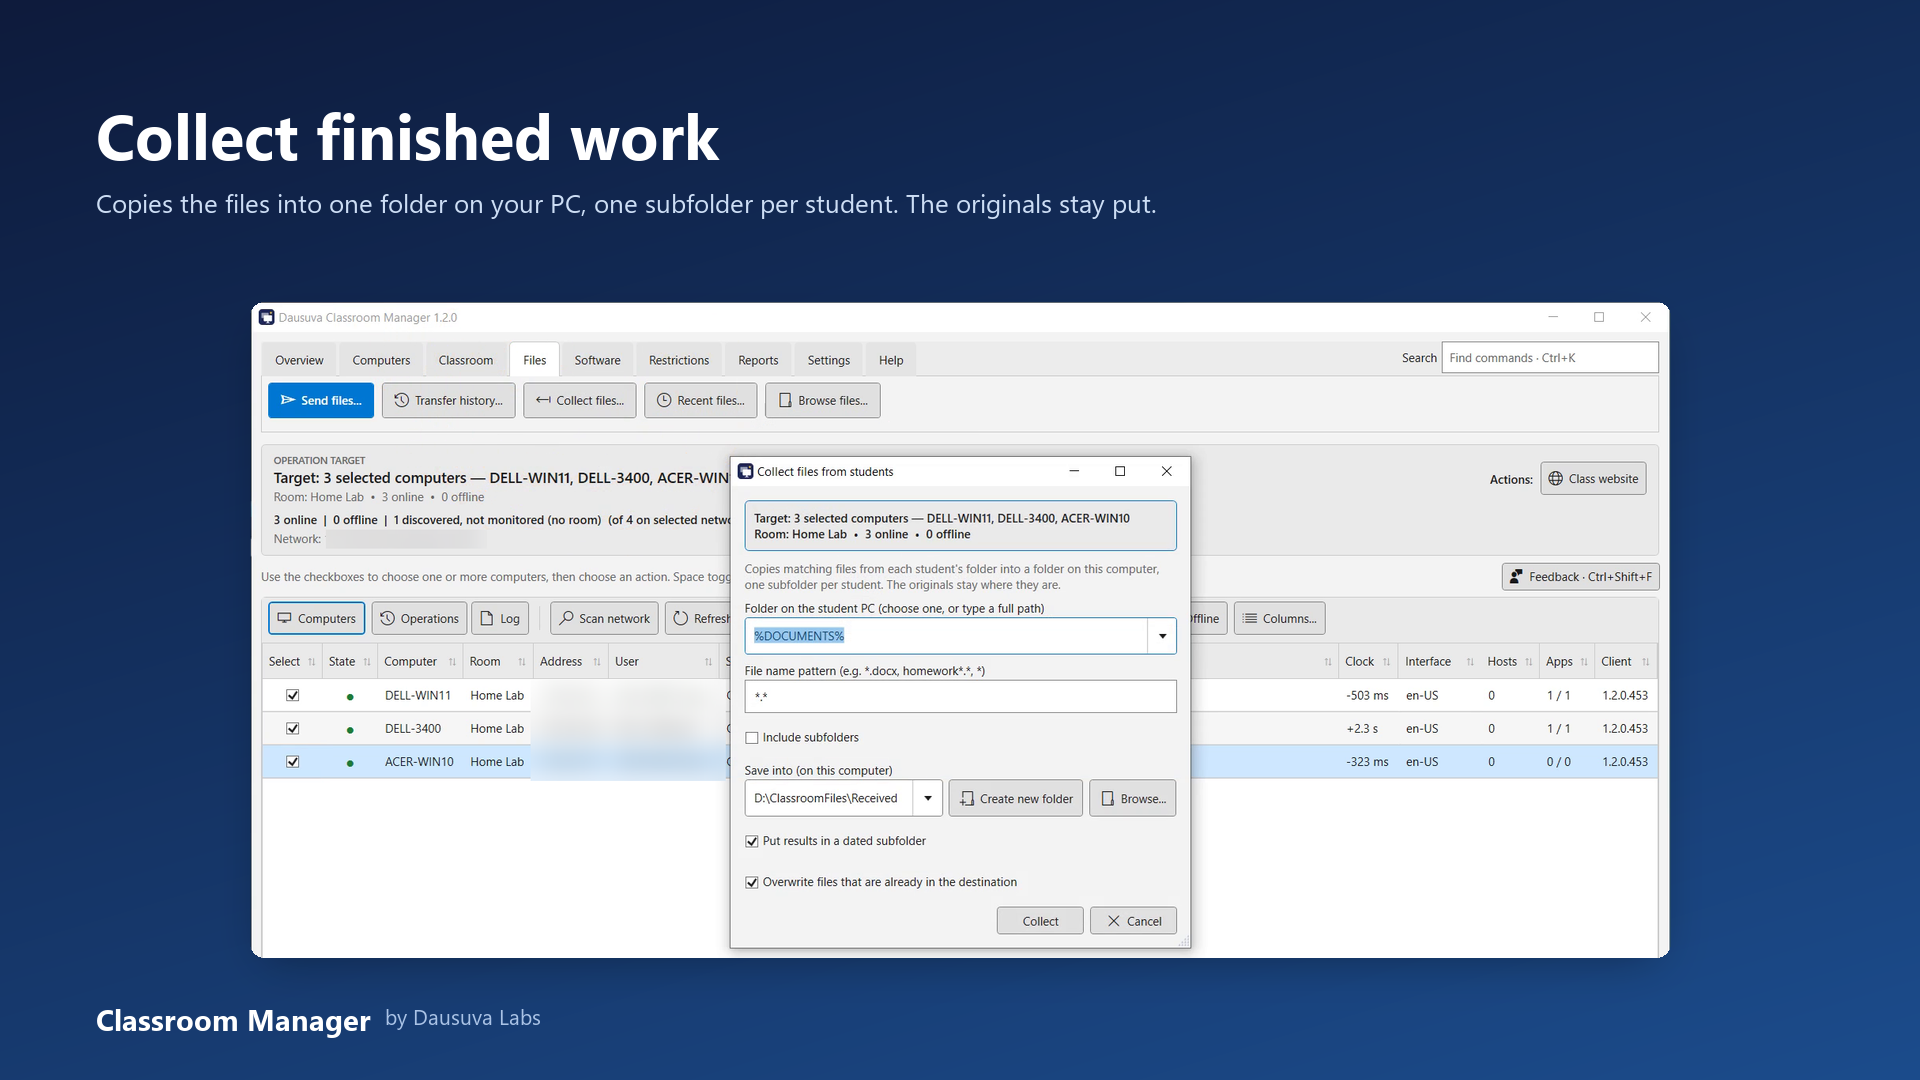 Collect finished work
Copies the files into one folder on your PC, one subfolder per student. The originals stay put.
Dausuva Classroom Manager 1.2.0
Overview Computers Classroom Files Software Restrictions Reports Settings Help Search Find commands · Ctrl+K
Send files... Transfer history... Collect files... Recent files... Browse files...
OPERATION TARGET
Target: 3 selected computers — DELL-WIN11, DELL-3400, ACER-WIN
Room: Home Lab • 3 online • 0 offline
3 online | 0 offline | 1 discovered, not monitored (no room) (of 4 on selected netwo
Network:
Actions: Class website
Use the checkboxes to choose one or more computers, then choose an action. Space togg
Feedback · Ctrl+Shift+F
Computers Operations Log Scan network Refresh ffline Columns...
Select State Computer Room Address User S Clock Interface Hosts Apps Client
DELL-WIN11 Home Lab -503 ms en-US 0 1 / 1 1.2.0.453
DELL-3400 Home Lab +2.3 s en-US 0 1 / 1 1.2.0.453
ACER-WIN10 Home Lab -323 ms en-US 0 0 / 0 1.2.0.453
Collect files from students
Target: 3 selected computers — DELL-WIN11, DELL-3400, ACER-WIN10
Room: Home Lab • 3 online • 0 offline
Copies matching files from each student's folder into a folder on this computer,
one subfolder per student. The originals stay where they are.
Folder on the student PC (choose one, or type a full path)
%DOCUMENTS%
File name pattern (e.g. *.docx, homework*.*, *)
*.*
Include subfolders
Save into (on this computer)
D:\ClassroomFiles\Received Create new folder Browse...
Put results in a dated subfolder
Overwrite files that are already in the destination
Collect Cancel
Classroom Manager by Dausuva Labs